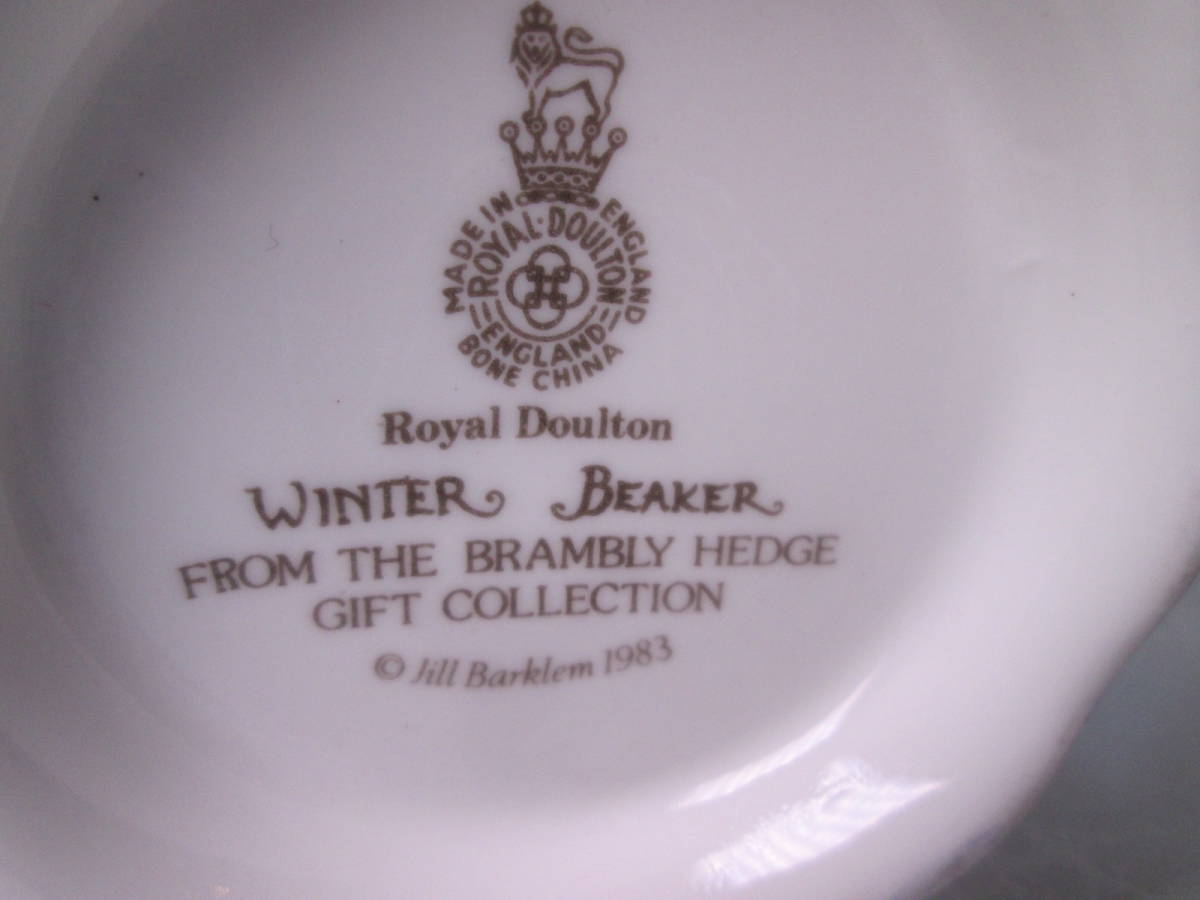 MADE IN ENGLAND
ROYAL·DOULTON
ENGLAND
BONE CHINA
Royal Doulton
WINTER BEAKER
FROM THE BRAMBLY HEDGE
GIFT COLLECTION
© Jill Barklem 1983